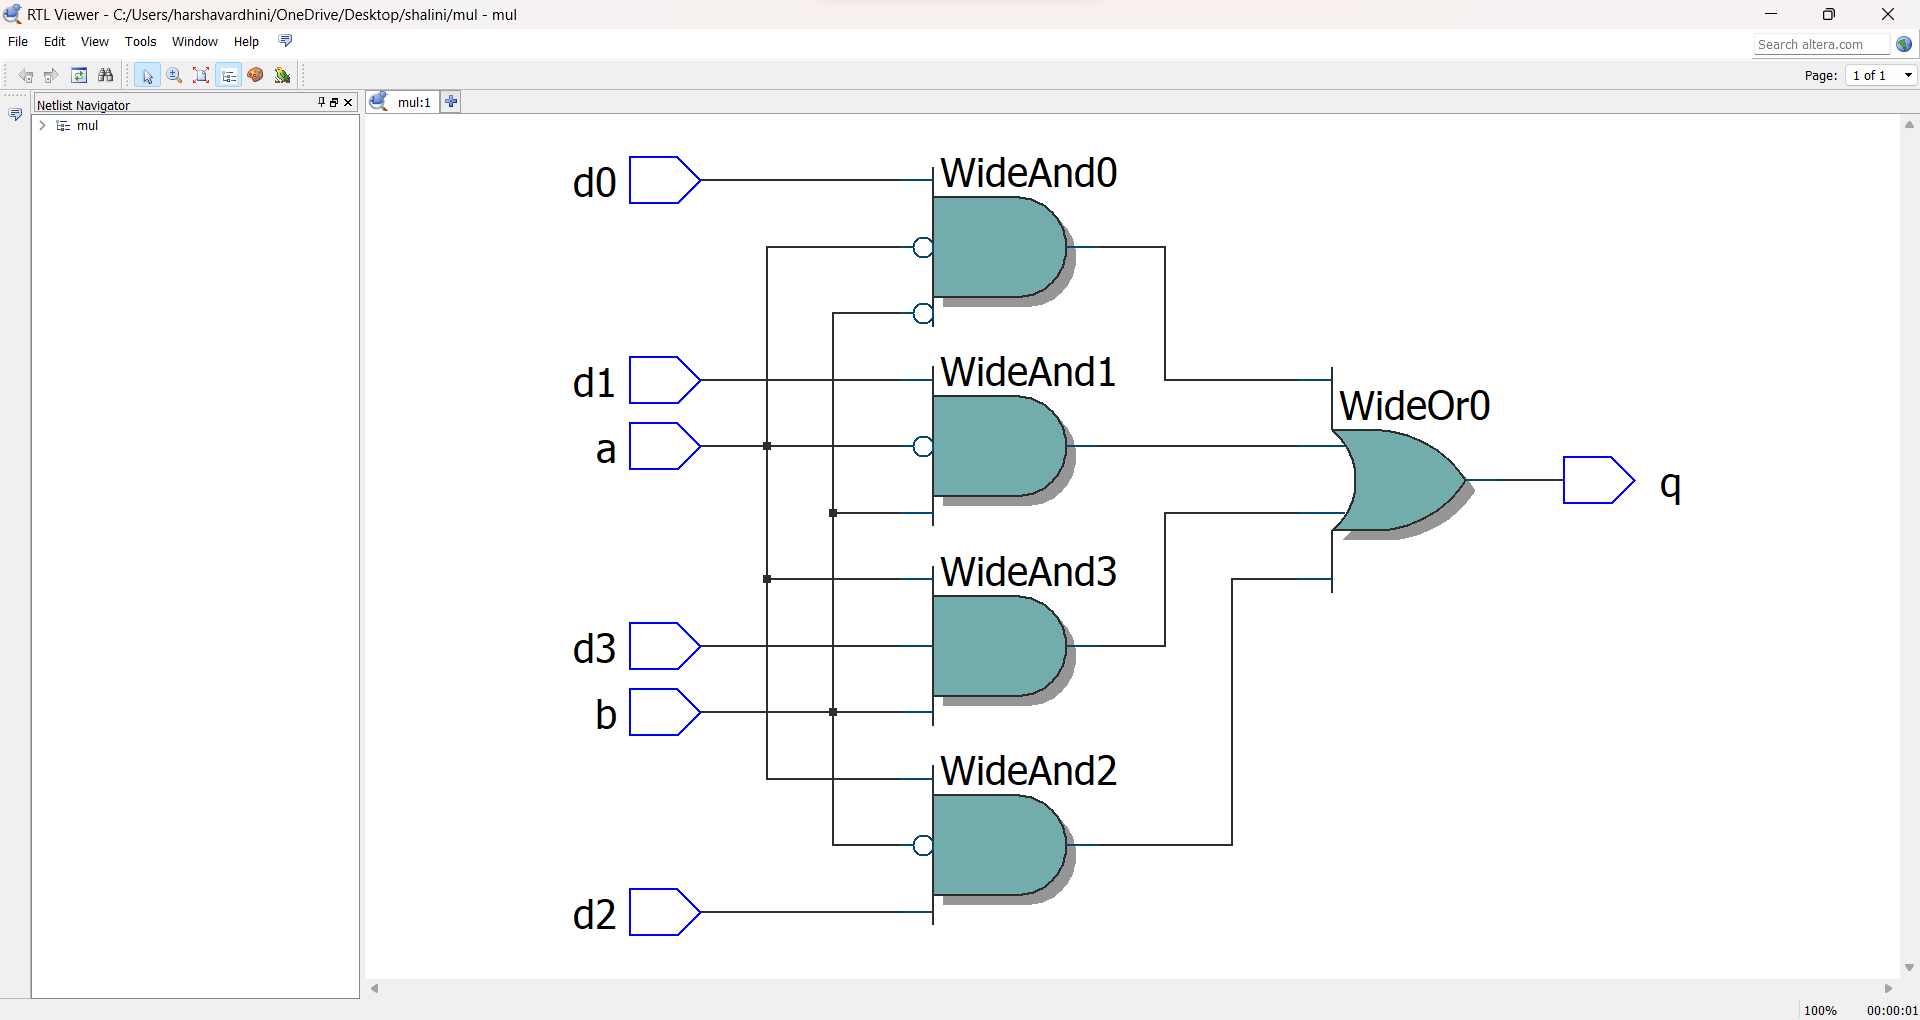 RTL Viewer - C:/Users/harshavardhini/OneDrive/Desktop/shalini/mul - mul
File Edit View Tools Window Help
Search altera.com
Page: 1 of 1
Netlist Navigator
mul:1
mul
d0
WideAnd0
d1
WideAnd1
a
WideOr0
q
WideAnd3
d3
b
WideAnd2
d2
100% 00:00:01